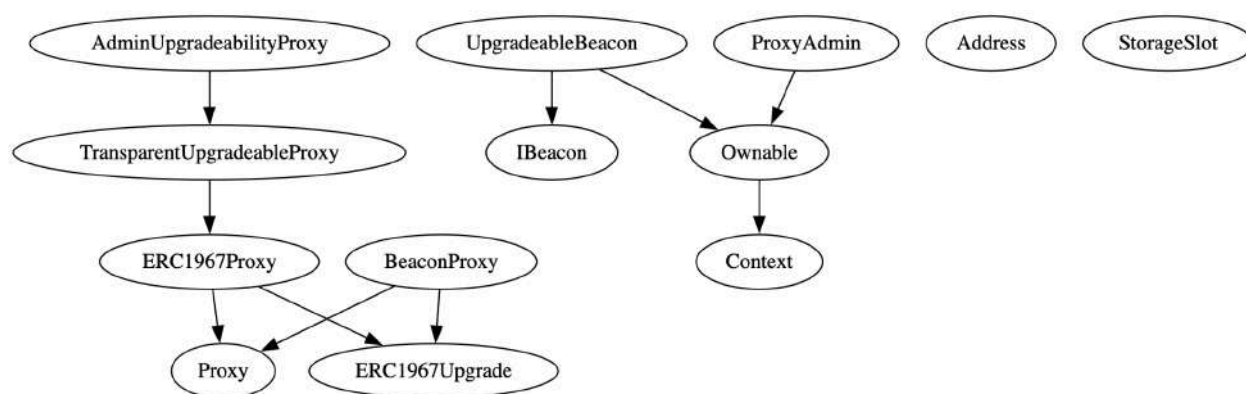 AdminUpgradeabilityProxy
UpgradeableBeacon
ProxyAdmin
Address
StorageSlot
TransparentUpgradeableProxy
IBeacon
Ownable
ERC1967Proxy
BeaconProxy
Context
Proxy
ERC1967Upgrade